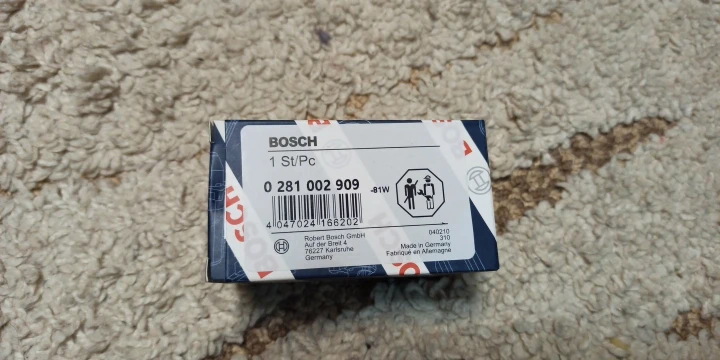 BOSCH
1 St/Pc
0 281 002 909
-81W
4 047024 166202
Robert Bosch GmbH
Auf der Breit 4
76227 Karlsruhe
Germany
040210
310
Made in Germany
Fabriqué en Allemagne